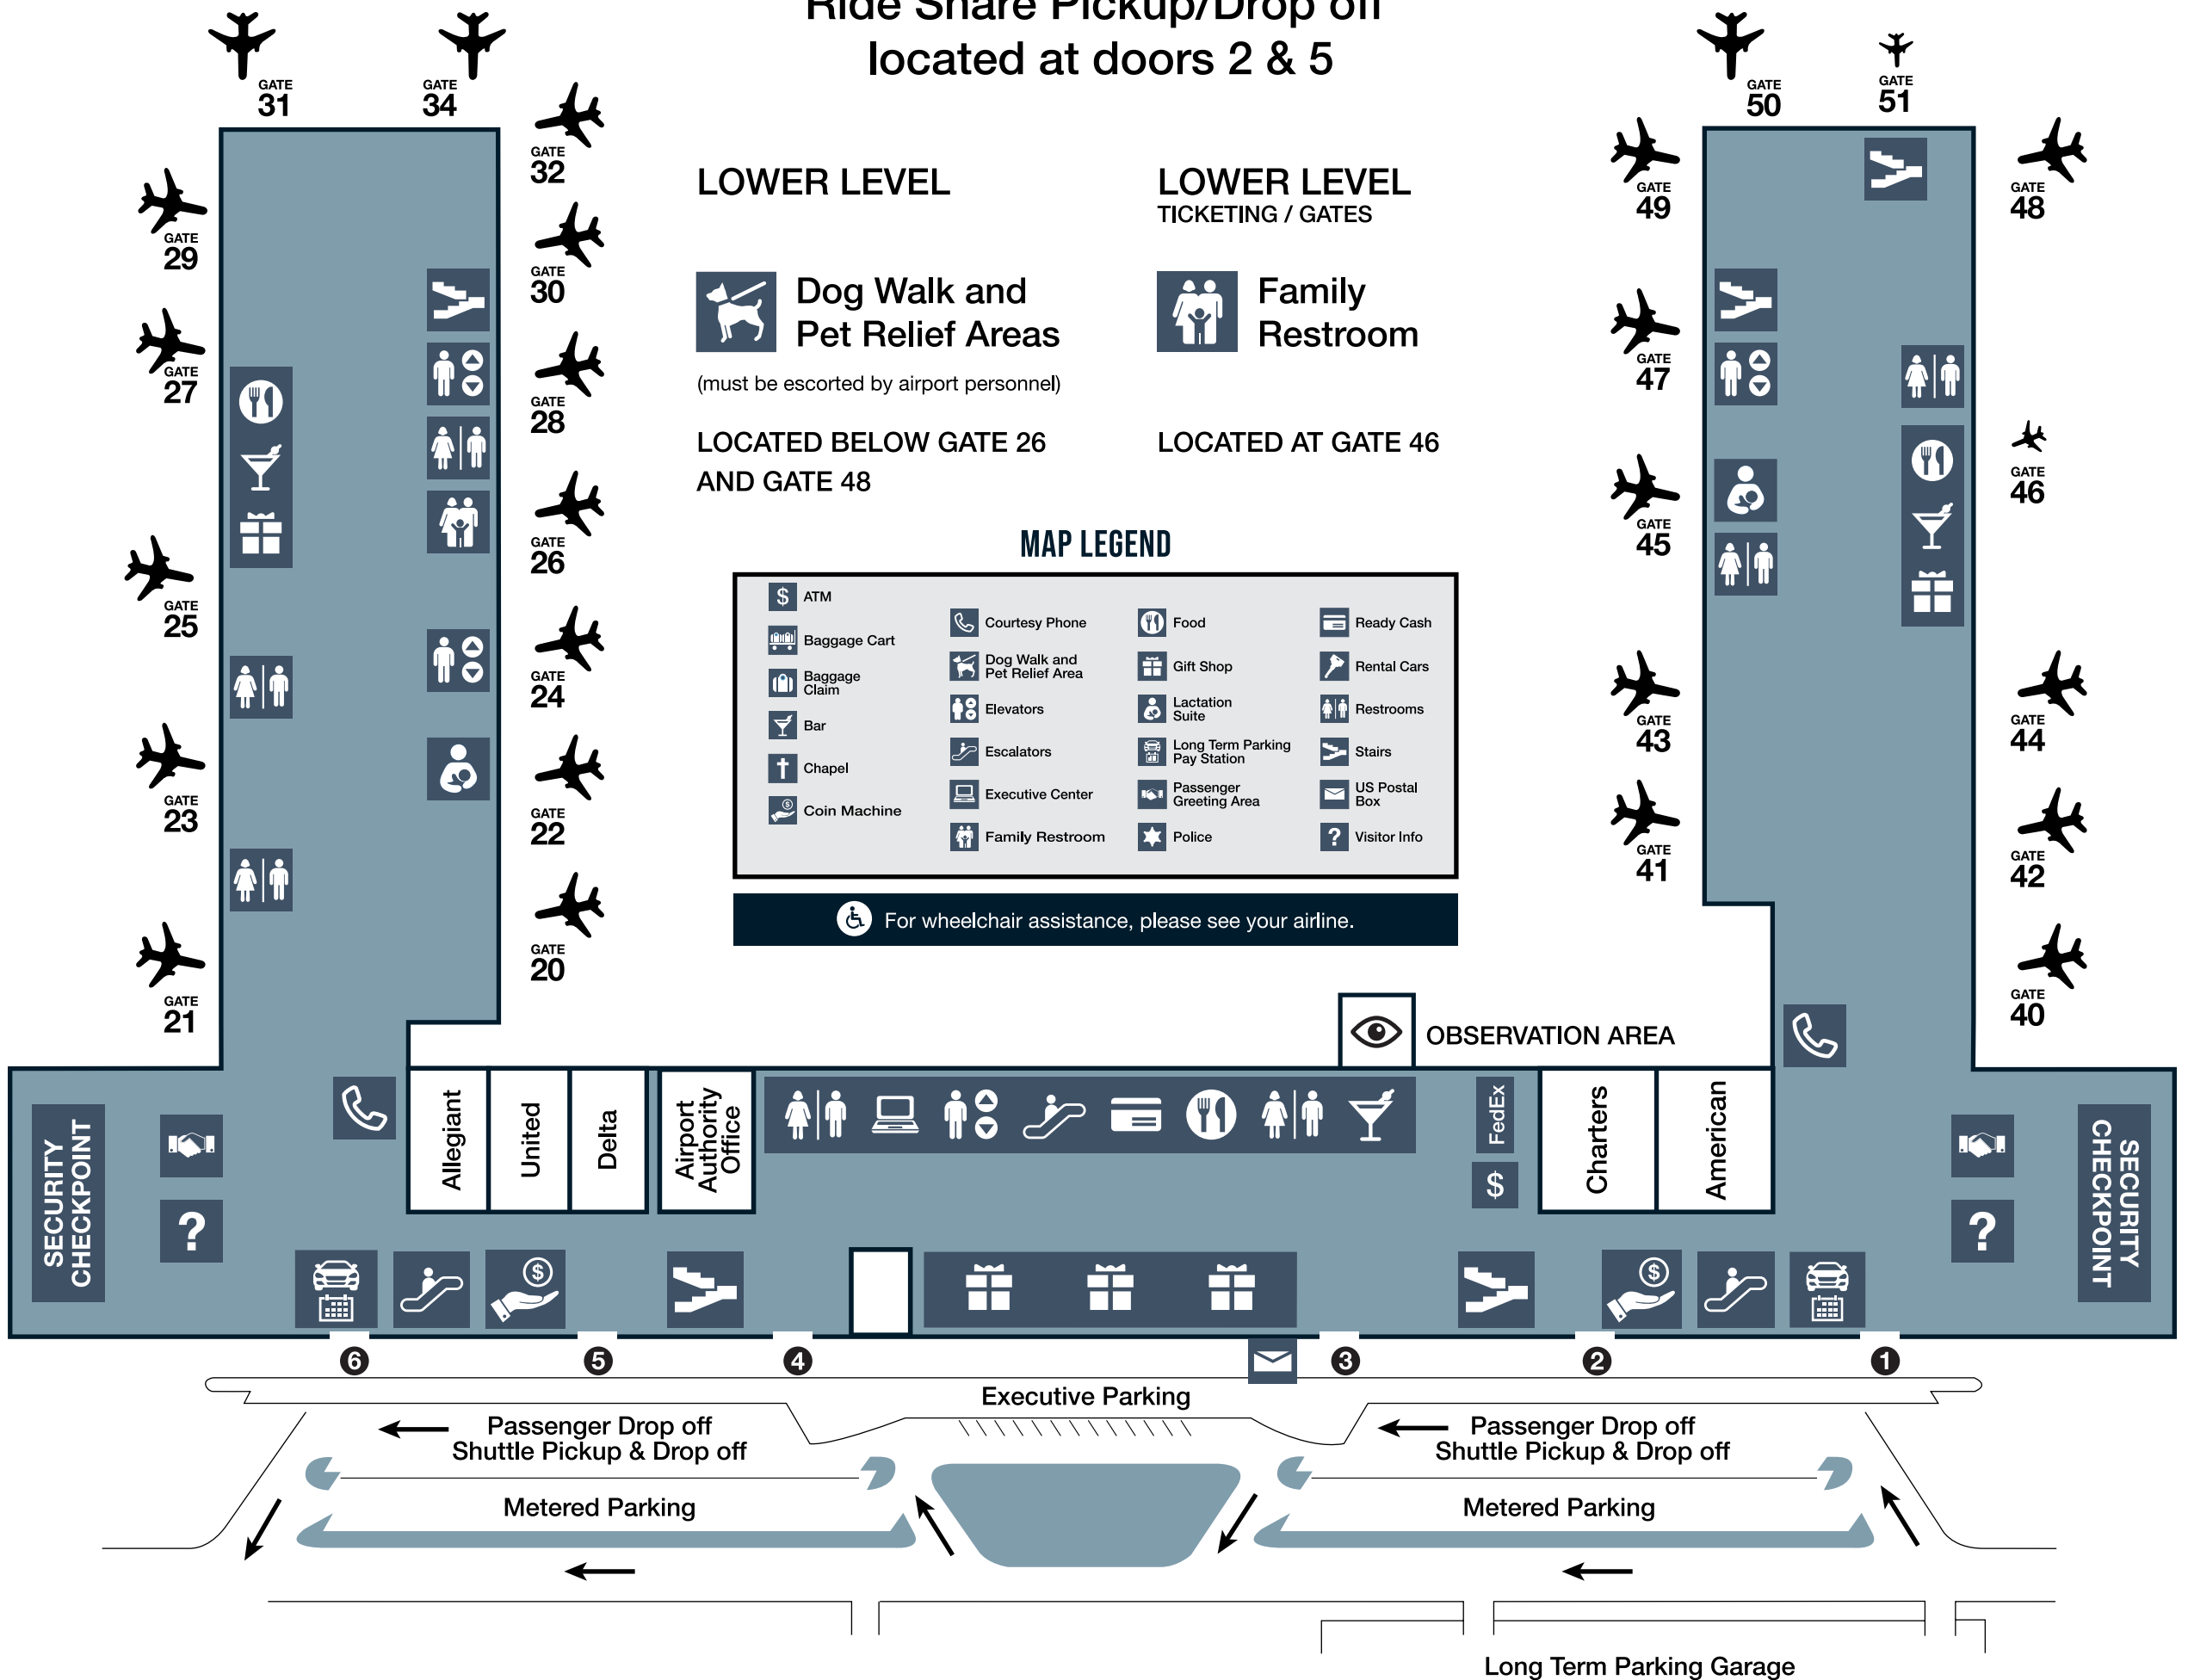 Ride Share Pickup/Drop off
located at doors 2 & 5
GATE
31
GATE
34
GATE
32
GATE
29
GATE
30
GATE
27
GATE
28
GATE
26
GATE
25
GATE
24
GATE
23
GATE
22
GATE
20
GATE
21
LOWER LEVEL
Dog Walk and
Pet Relief Areas
(must be escorted by airport personnel)
LOCATED BELOW GATE 26
AND GATE 48
LOWER LEVEL
TICKETING / GATES
Family
Restroom
LOCATED AT GATE 46
MAP LEGEND
$ ATM
Baggage Cart
Baggage
Claim
Bar
Chapel
$ Coin Machine
Courtesy Phone
Dog Walk and
Pet Relief Area
Elevators
Escalators
Executive Center
Family Restroom
Food
Gift Shop
Lactation
Suite
Long Term Parking
Pay Station
Passenger
Greeting Area
Police
Ready Cash
Rental Cars
Restrooms
Stairs
US Postal
Box
? Visitor Info
For wheelchair assistance, please see your airline.
GATE
50
GATE
51
GATE
49
GATE
48
GATE
47
GATE
46
GATE
45
GATE
43
GATE
44
GATE
41
GATE
42
GATE
40
OBSERVATION AREA
SECURITY
CHECKPOINT
?
Allegiant
United
Delta
Airport
Authority
Office
FedEx
$
Charters
American
?
SECURITY
CHECKPOINT
$
$
6
5
4
3
2
1
Executive Parking
Passenger Drop off
Shuttle Pickup & Drop off
Metered Parking
Passenger Drop off
Shuttle Pickup & Drop off
Metered Parking
Long Term Parking Garage